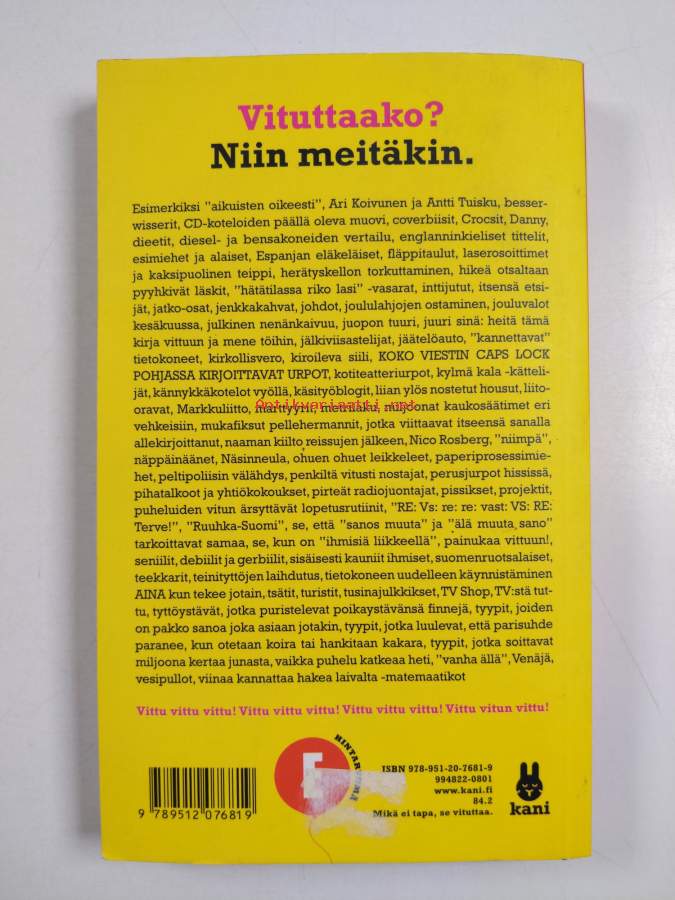 Vituttaako?
Niin meitäkin.
Esimerkiksi "aikuisten oikeesti", Ari Koivunen ja Antti Tuisku, besser-
wisserit, CD-koteloiden päällä oleva muovi, coverbiisit, Crocsit, Danny,
dieetit, diesel- ja bensakoneiden vertailu, englanninkieliset tittelit,
esimiehet ja alaiset, Espanjan eläkeläiset, fläppitaulut, laserosoittimet
ja kaksipuolinen teippi, herätyskellon torkuttaminen, hikeä otsaltaan
pyyhkivät läskit, "hätätilassa riko lasi" -vasarat, inttijutut, itsensä etsi-
jät, jatko-osat, jenkkakahvat, johdot, joululahjojen ostaminen, jouluvalot
kesäkuussa, julkinen nenänkaivuu, juopon tuuri, juuri sinä: heitä tämä
kirja vittuun ja mene töihin, jälkiviisastelijat, jäätelöauto, "kannettavat"
tietokoneet, kirkollisvero, kiroileva siili, KOKO VIESTIN CAPS LOCK
POHJASSA KIRJOITTAVAT URPOT, kotiteatteriurpot, kylmä kala -kätteli-
jät, kännykkäkotelot vyöllä, käsityöblogit, liian ylös nostetut housut, liito-
oravat, Markkuliitto, marttyyrit, metrilaku, miljoonat kaukosäätimet eri
vehkeisiin, mukafiksut pellehermannit, jotka viittaavat itseensä sanalla
allekirjoittanut, naaman kiilto reissujen jälkeen, Nico Rosberg, "niimpä",
näppäinäänet, Näsinneula, ohuen ohuet leikkeleet, paperiprosessimie-
het, peltipoliisin välähdys, penkiltä vitusti nostajat, perusjurpot hississä,
pihatalkoot ja yhtiökokoukset, pirteät radiojuontajat, pissikset, projektit,
puheluiden vitun ärsyttävät lopetusrutiinit, "RE: Vs: re: re: vast: VS: RE:
Terve!", "Ruuhka-Suomi", se, että "sanos muuta" ja "älä muuta sano"
tarkoittavat samaa, se, kun on "ihmisiä liikkeellä", painukaa vittuun!,
seniilit, debiilit ja gerbiilit, sisäisesti kauniit ihmiset, suomenruotsalaiset,
teekkarit, teinityttöjen laihdutus, tietokoneen uudelleen käynnistäminen
AINA kun tekee jotain, tsätit, turistit, tusinajulkkikset, TV Shop, TV:stä tut-
tu, tyttöystävät, jotka puristelevat poikaystävänsä finnejä, tyypit, joiden
on pakko sanoa joka asiaan jotakin, tyypit, jotka luulevat, että parisuhde
paranee, kun otetaan koira tai hankitaan kakara, tyypit, jotka soittavat
miljoona kertaa junasta, vaikka puhelu katkeaa heti, "vanha ällä", Venäjä,
vesipullot, viinaa kannattaa hakea laivalta -matemaatikot
Vittu vittu vittu! Vittu vittu vittu! Vittu vittu vittu! Vittu vitun vittu!
Antikvariaatti.net
ISBN 978-951-20-7681-9
994822-0801
www.kani.fi
84.2
Mikä ei tapa, se vituttaa.
kani
9 789512 076819